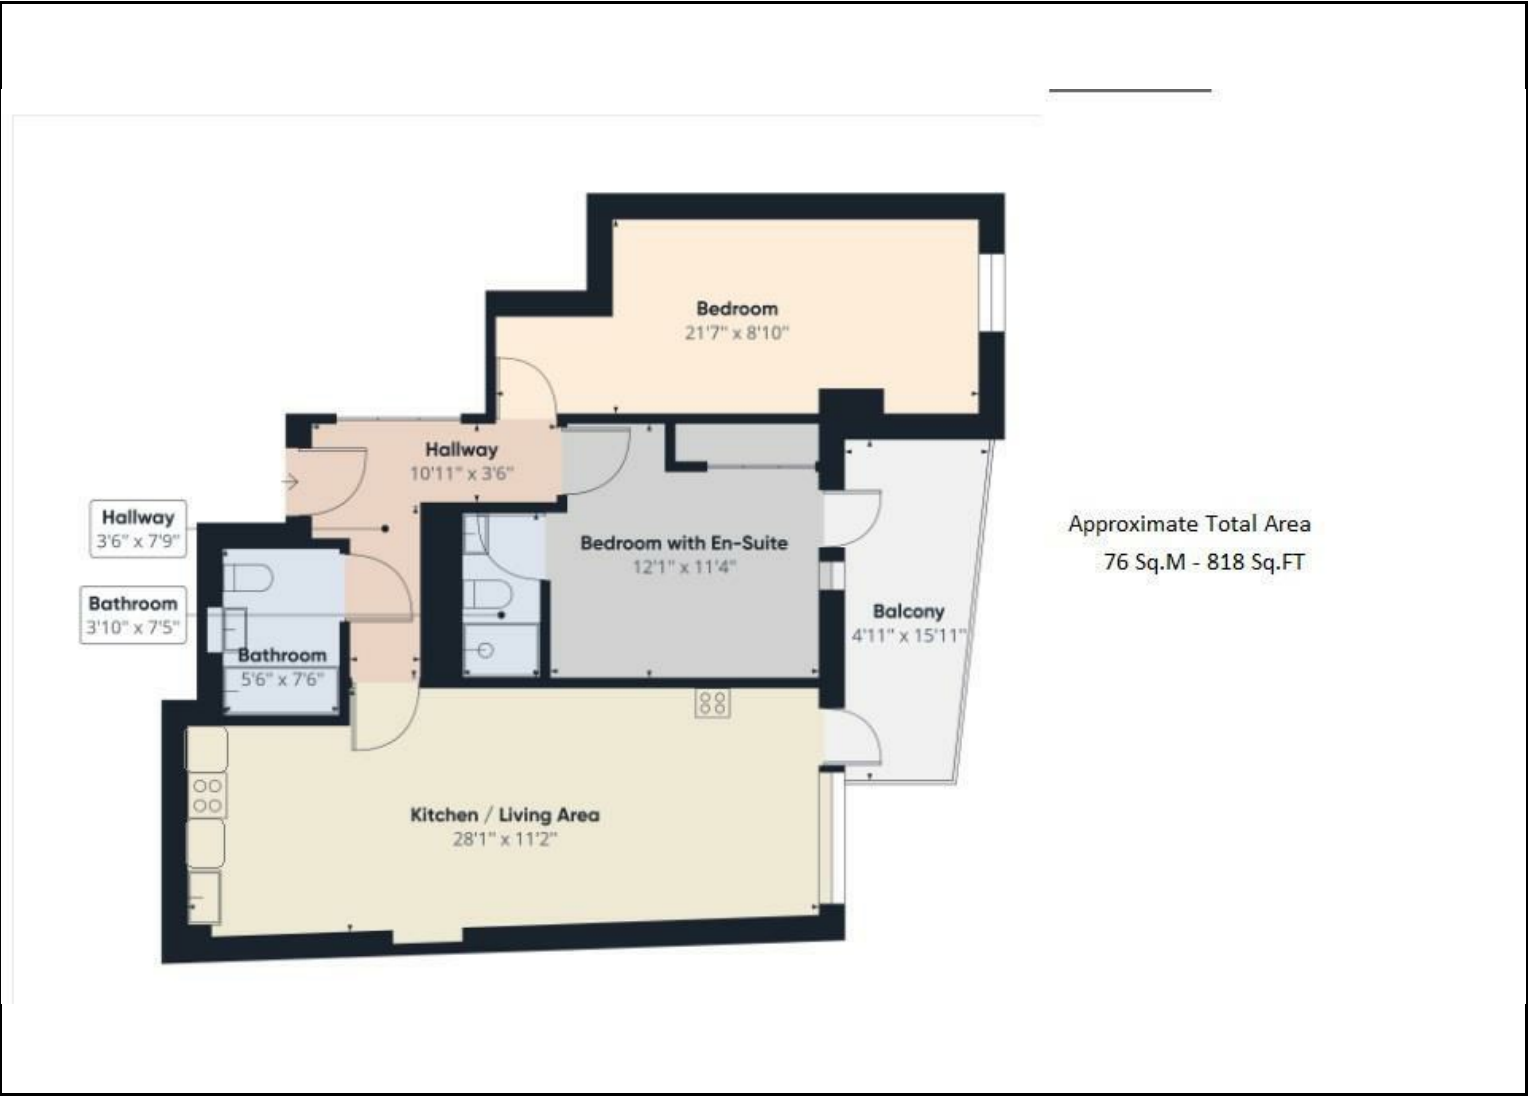 Bedroom
21'7" x 8'10"
Hallway
10'11" x 3'6"
Hallway
3'6" x 7'9"
Bedroom with En-Suite
12'1" x 11'4"
Approximate Total Area
76 Sq.M - 818 Sq.FT
Bathroom
3'10" x 7'5"
Balcony
4'11" x 15'11"
Bathroom
5'6" x 7'6"
Kitchen / Living Area
28'1" x 11'2"